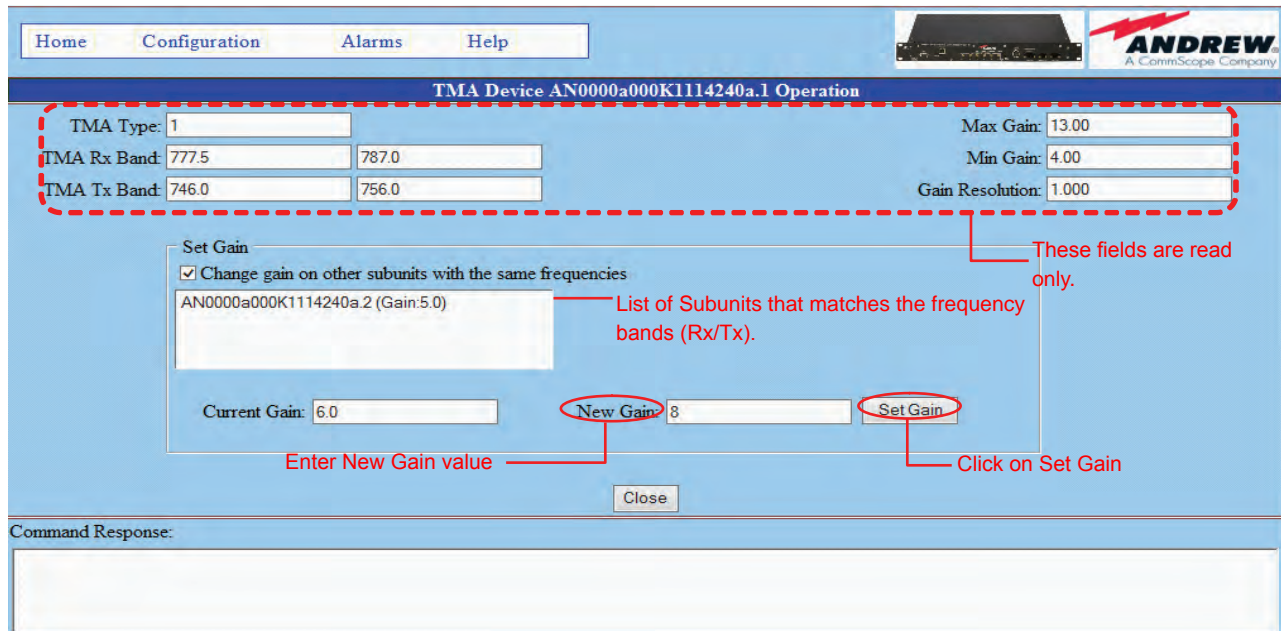 Home Configuration Alarms Help
ANDREW.
A CommScope Company
TMA Device AN0000a000K1114240a.1 Operation
TMA Type: 1
Max Gain: 13.00
TMA Rx Band: 777.5 787.0
Min Gain: 4.00
TMA Tx Band: 746.0 756.0
Gain Resolution: 1.000
These fields are read
only.
Set Gain
Change gain on other subunits with the same frequencies
AN0000a000K1114240a.2 (Gain:5.0)
List of Subunits that matches the frequency
bands (Rx/Tx).
Current Gain: 6.0
New Gain: 8
Set Gain
Enter New Gain value
Click on Set Gain
Close
Command Response: